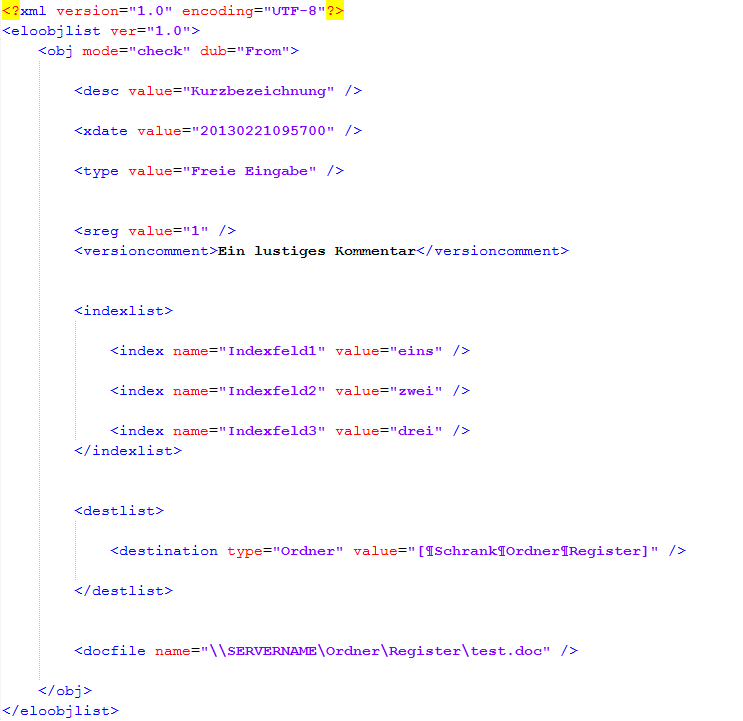 <?xml version="1.0" encoding="UTF-8"?>
<eloobjlist ver="1.0">
<obj mode="check" dub="From">
<desc value="Kurzbezeichnung" />
<xdate value="20130221095700" />
<type value="Freie Eingabe" />
<sreg value="1" />
<versioncomment>Ein lustiges Kommentar</versioncomment>
<indexlist>
<index name="Indexfeld1" value="eins" />
<index name="Indexfeld2" value="zwei" />
<index name="Indexfeld3" value="drei" />
</indexlist>
<destlist>
<destination type="Ordner" value="[¶Schrank¶Ordner¶Register]" />
</destlist>
<docfile name="\\SERVERNAME\Ordner\Register\test.doc" />
</obj>
</eloobjlist>